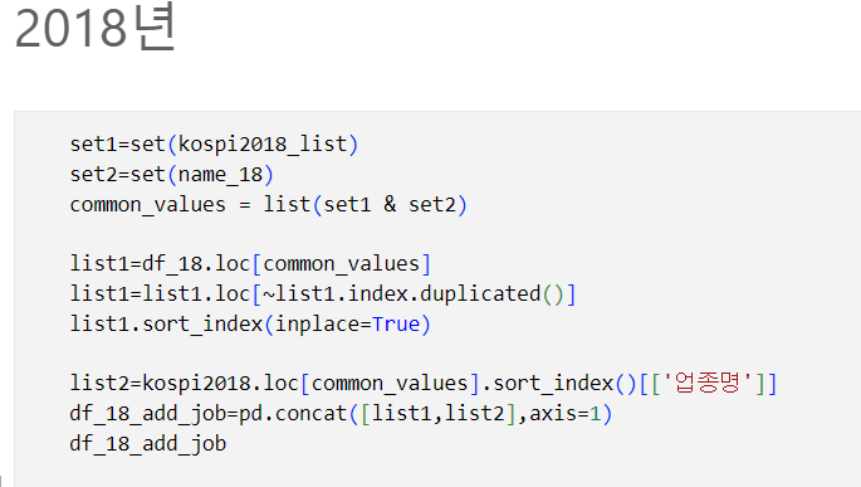 2018년
set1=set(kospi2018_list)
set2=set(name_18)
common_values = list(set1 & set2)
list1=df_18.loc[common_values]
list1=list1.loc[~list1.index.duplicated()]
list1.sort_index(inplace=True)
list2=kospi2018.loc[common_values].sort_index()[['업종명']]
df_18_add_job=pd.concat([list1,list2],axis=1)
df_18_add_job